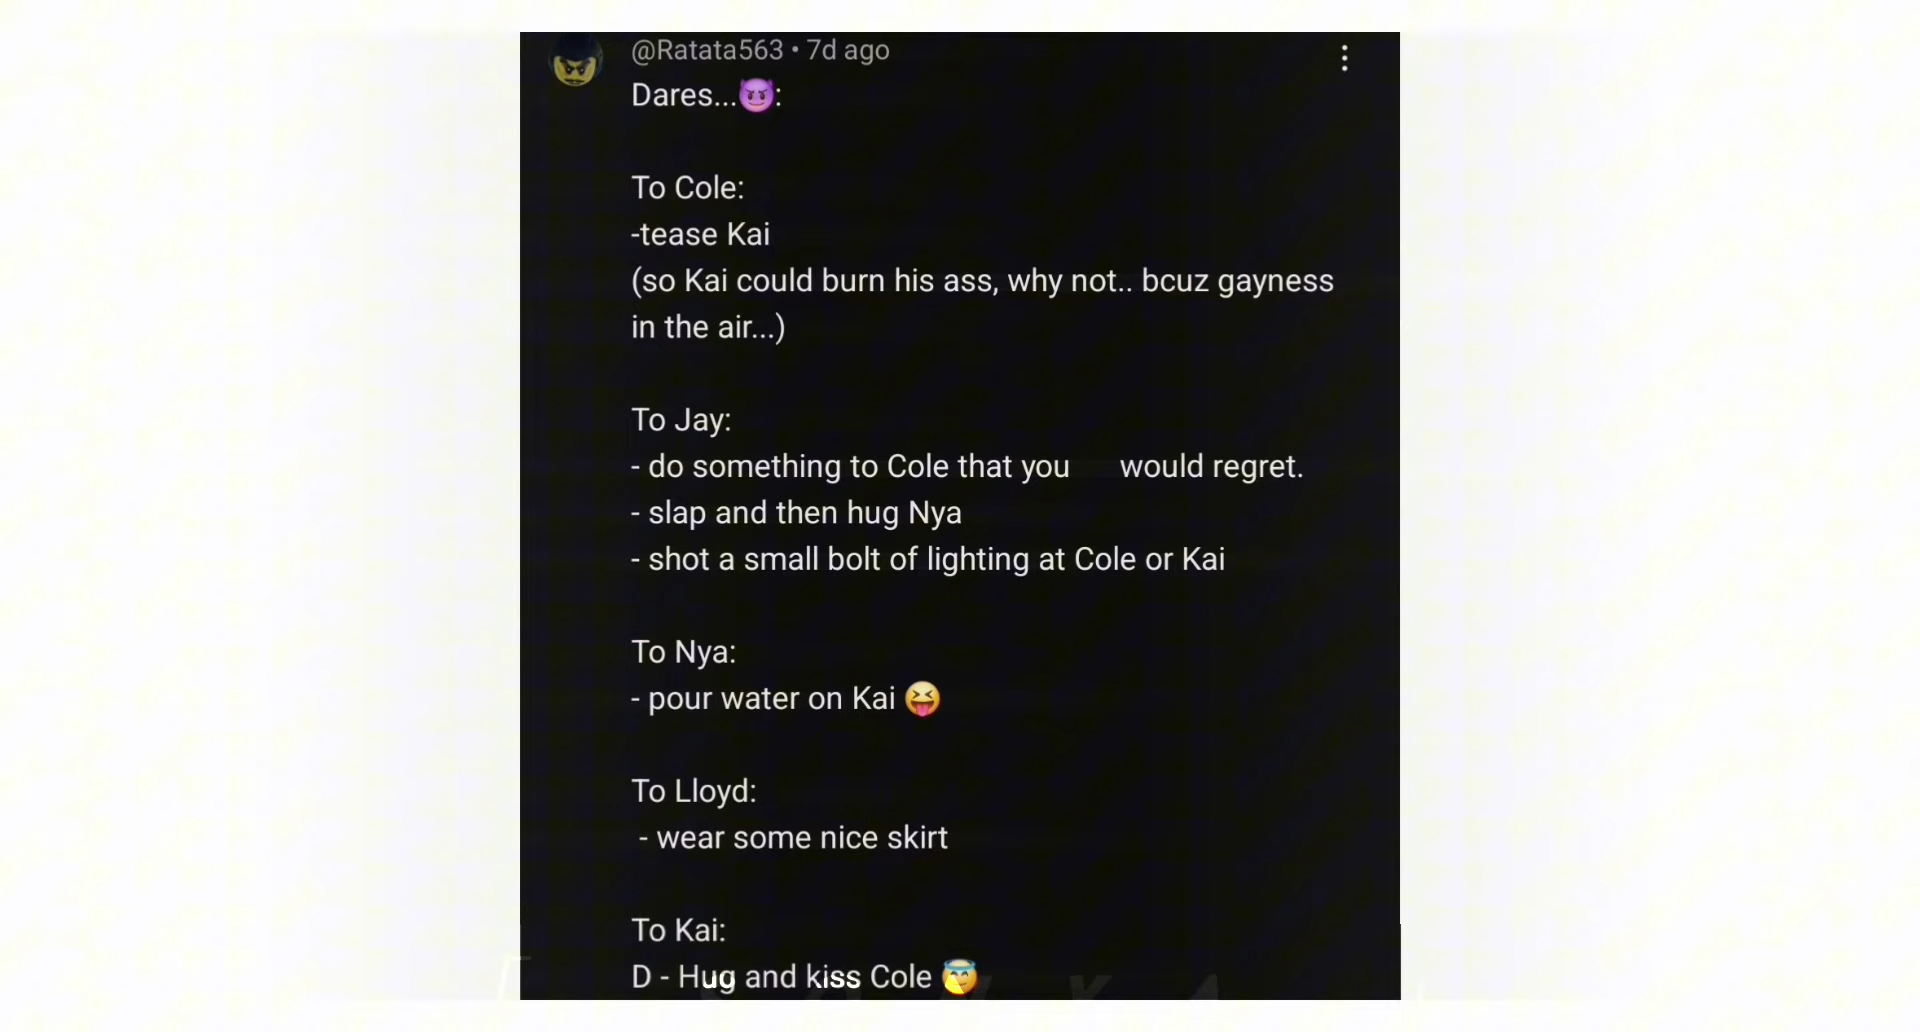 @Ratata563 • 7d ago
Dares...😈:
To Cole:
-tease Kai
(so Kai could burn his ass, why not.. bcuz gayness
in the air...)
To Jay:
- do something to Cole that you would regret.
- slap and then hug Nya
- shot a small bolt of lighting at Cole or Kai
To Nya:
- pour water on Kai 😝
To Lloyd:
- wear some nice skirt
To Kai:
D - Hug and kiss Cole 😇